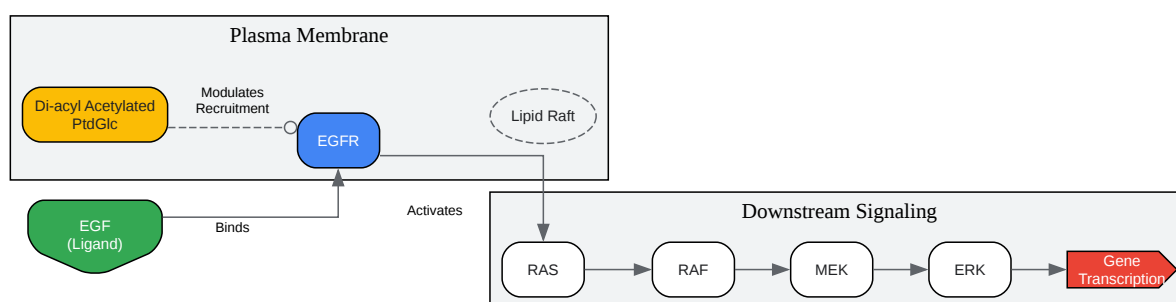 Plasma Membrane
Di-acyl Acetylated
PtdGlc
Modulates
Recruitment
EGFR
Lipid Raft
EGF
(Ligand)
Binds
Activates
Downstream Signaling
RAS
RAF
MEK
ERK
Gene
Transcription